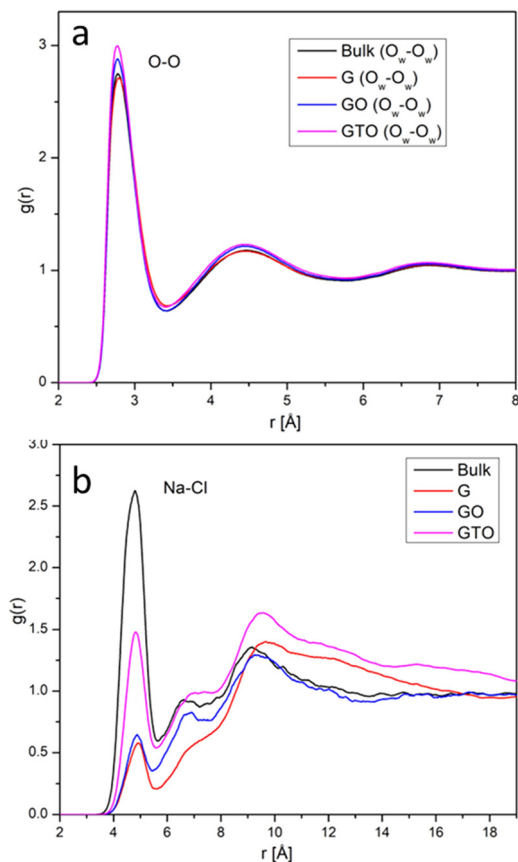 a
O-O
Bulk (Ow-Ow)
G (Ow-Ow)
GO (Ow-Ow)
GTO (Ow-Ow)
3
2
1
0
g(r)
2 3 4 5 6 7 8
r [Å]
b
Na-Cl
Bulk
G
GO
GTO
3.0
2.5
2.0
1.5
1.0
0.5
0.0
g(r)
2 4 6 8 10 12 14 16 18
r [Å]